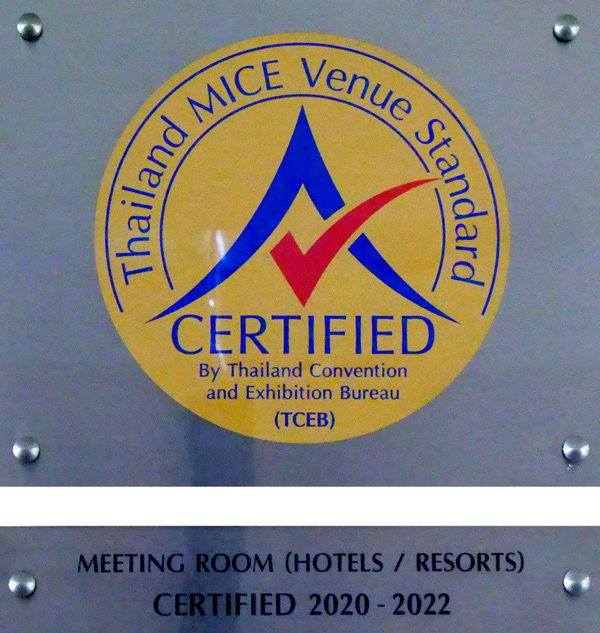 Thailand MICE Venue Standard
CERTIFIED
By Thailand Convention
and Exhibition Bureau
(TCEB)
MEETING ROOM (HOTELS / RESORTS)
CERTIFIED 2020 - 2022